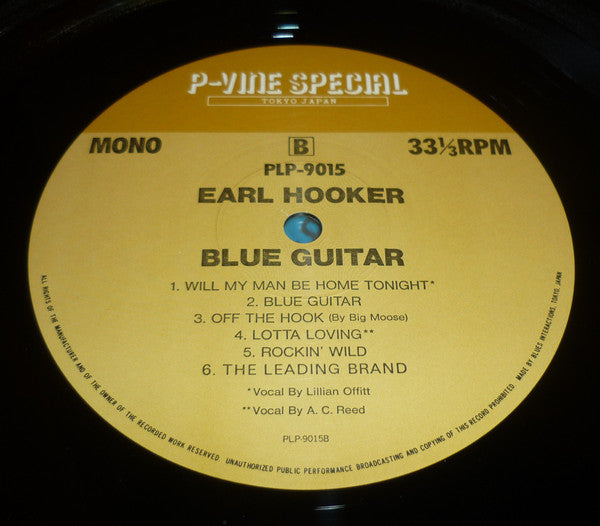 P-VINE SPECIAL
TOKYO JAPAN
MONO B 33⅓RPM
PLP-9015
EARL HOOKER
BLUE GUITAR
1. WILL MY MAN BE HOME TONIGHT*
2. BLUE GUITAR
3. OFF THE HOOK (By Big Moose)
4. LOTTA LOVING**
5. ROCKIN' WILD
6. THE LEADING BRAND
*Vocal By Lillian Offitt
**Vocal By A. C. Reed
PLP-9015B
ALL RIGHTS OF THE MANUFACTURER AND OF THE OWNER OF THE RECORDED WORK RESERVED. UNAUTHORIZED PUBLIC PERFORMANCE BROADCASTING AND COPYING OF THIS RECORD PROHIBITED. MADE BY BLUES INTERACTIONS, TOKYO, JAPAN